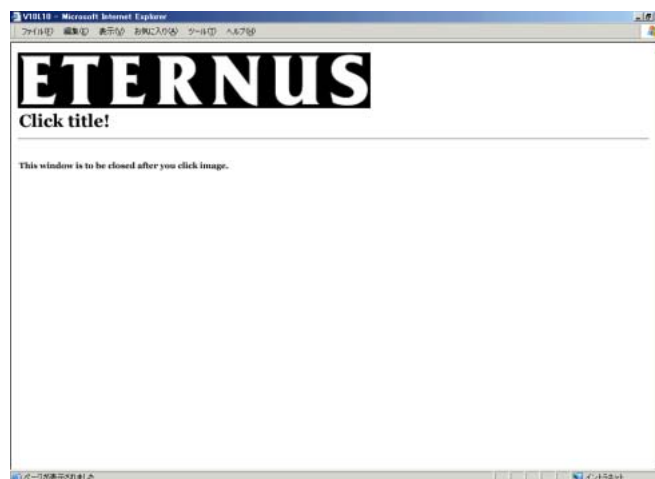 V10L10 - Microsoft Internet Explorer
ファイル(F) 編集(E) 表示(V) お気に入り(A) ツール(T) ヘルプ(H)
ETERNUS
Click title!
This window is to be closed after you click image.
ページが表示されました イントラネット